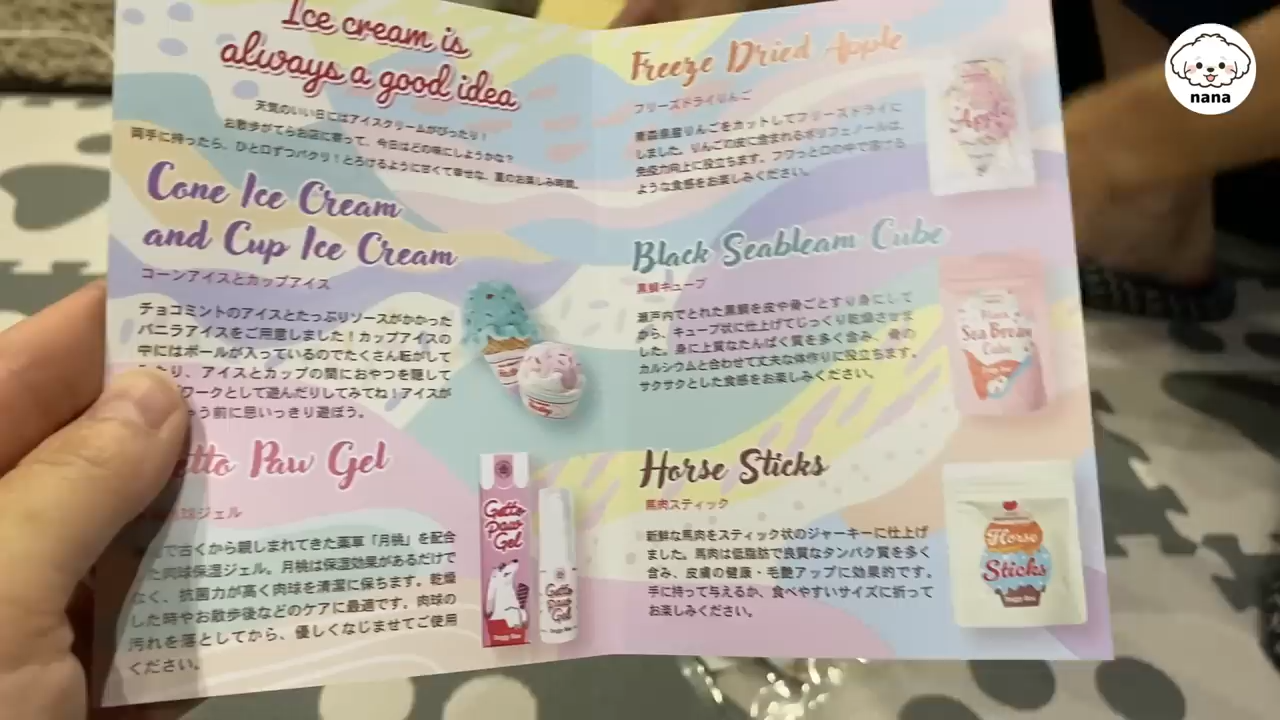 Ice cream is
always a good idea
天気のいい日にはアイスクリームがぴったり！
お散歩がてらお店に寄って、今日はどの味にしようかな？
両手に持ったら、ひと口ずつパクリ！とろけるように甘くて幸せな、夏のお楽しみ時間。
Cone Ice Cream
and Cup Ice Cream
コーンアイスとカップアイス
チョコミントのアイスとたっぷりソースがかかった
バニラアイスをご用意しました！カップアイスの
中にはボールが入っているのでたくさん転がして
たり、アイスとカップの間におやつを隠して
ワークとして遊んだりしてみてね！アイスが
ゃう前に思いっきり遊ぼう。
etto Paw Gel
球ジェル
で古くから親しまれてきた薬草「月桃」を配合
た肉球保湿ジェル。月桃は保湿効果があるだけで
なく、抗菌力が高く肉球を清潔に保ちます。乾燥
した時やお散歩後などのケアに最適です。肉球の
汚れを落としてから、優しくなじませてご使用
ください。
Getto
Paw
Gel
Doggy Box
Getto
Paw
Gel
Freeze Dried Apple
フリーズドライりんご
青森県産りんごをカットしてフリーズドライに
しました。りんごの皮に含まれるポリフェノールは、
免疫力向上に役立ちます。フワっと口の中で溶ける
ような食感をお楽しみください。
Apple
Black Seableam Cube
黒鯛キューブ
瀬戸内でとれた黒鯛を皮や骨ごとすり身にして
から、キューブ状に仕上げてじっくり乾燥させま
した。身に上質なたんぱく質を多く含み、骨の
カルシウムと合わせて丈夫な体作りに役立ちます。
サクサクとした食感をお楽しみください。
Black
Sea Bream
Cube
Horse Sticks
馬肉スティック
新鮮な馬肉をスティック状のジャーキーに仕上げ
ました。馬肉は低脂肪で良質なタンパク質を多く
含み、皮膚の健康・毛艶アップに効果的です。
手に持って与えるか、食べやすいサイズに折って
お楽しみください。
Horse
Sticks
nana